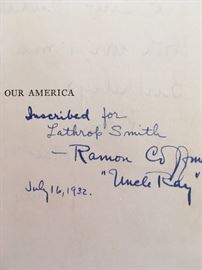 OUR AMERICA
Inscribed for
Lathrop Smith
— Ramon
"Uncle Ray"
July 16, 1932.